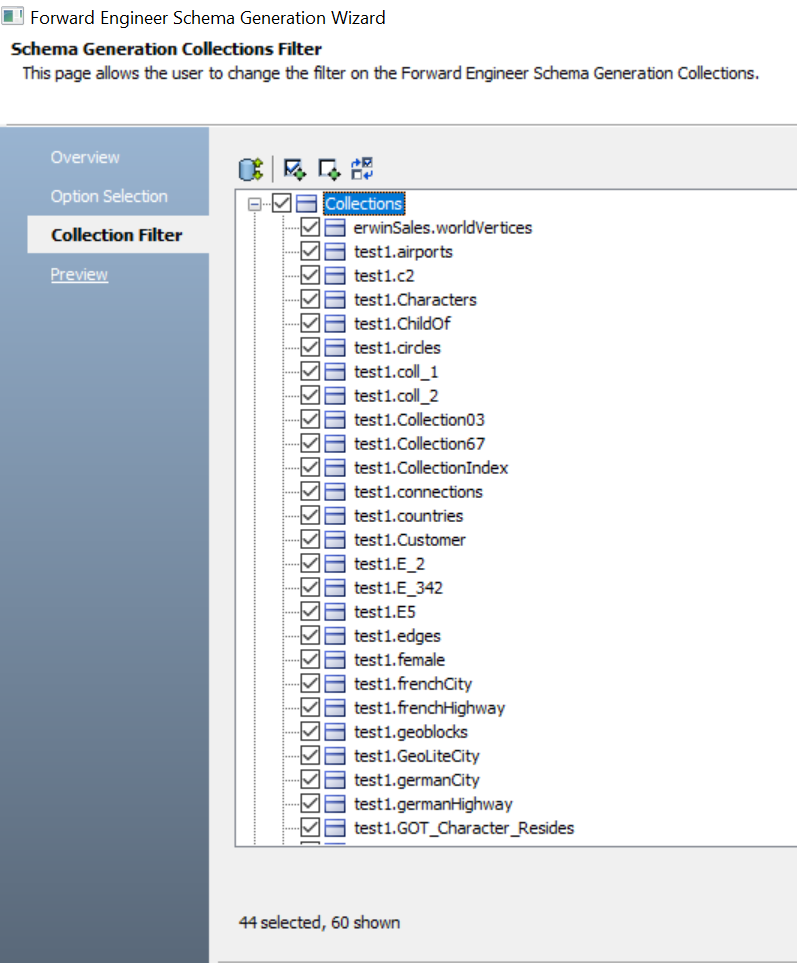 Forward Engineer Schema Generation Wizard
Schema Generation Collections Filter
This page allows the user to change the filter on the Forward Engineer Schema Generation Collections.
Overview
Option Selection
Collection Filter
Preview
Collections
erwinSales.worldVertices
test1.airports
test1.c2
test1.Characters
test1.ChildOf
test1.circles
test1.coll_1
test1.coll_2
test1.Collection03
test1.Collection67
test1.CollectionIndex
test1.connections
test1.countries
test1.Customer
test1.E_2
test1.E_342
test1.E5
test1.edges
test1.female
test1.frenchCity
test1.frenchHighway
test1.geoblocks
test1.GeoLiteCity
test1.germanCity
test1.germanHighway
test1.GOT_Character_Resides
44 selected, 60 shown